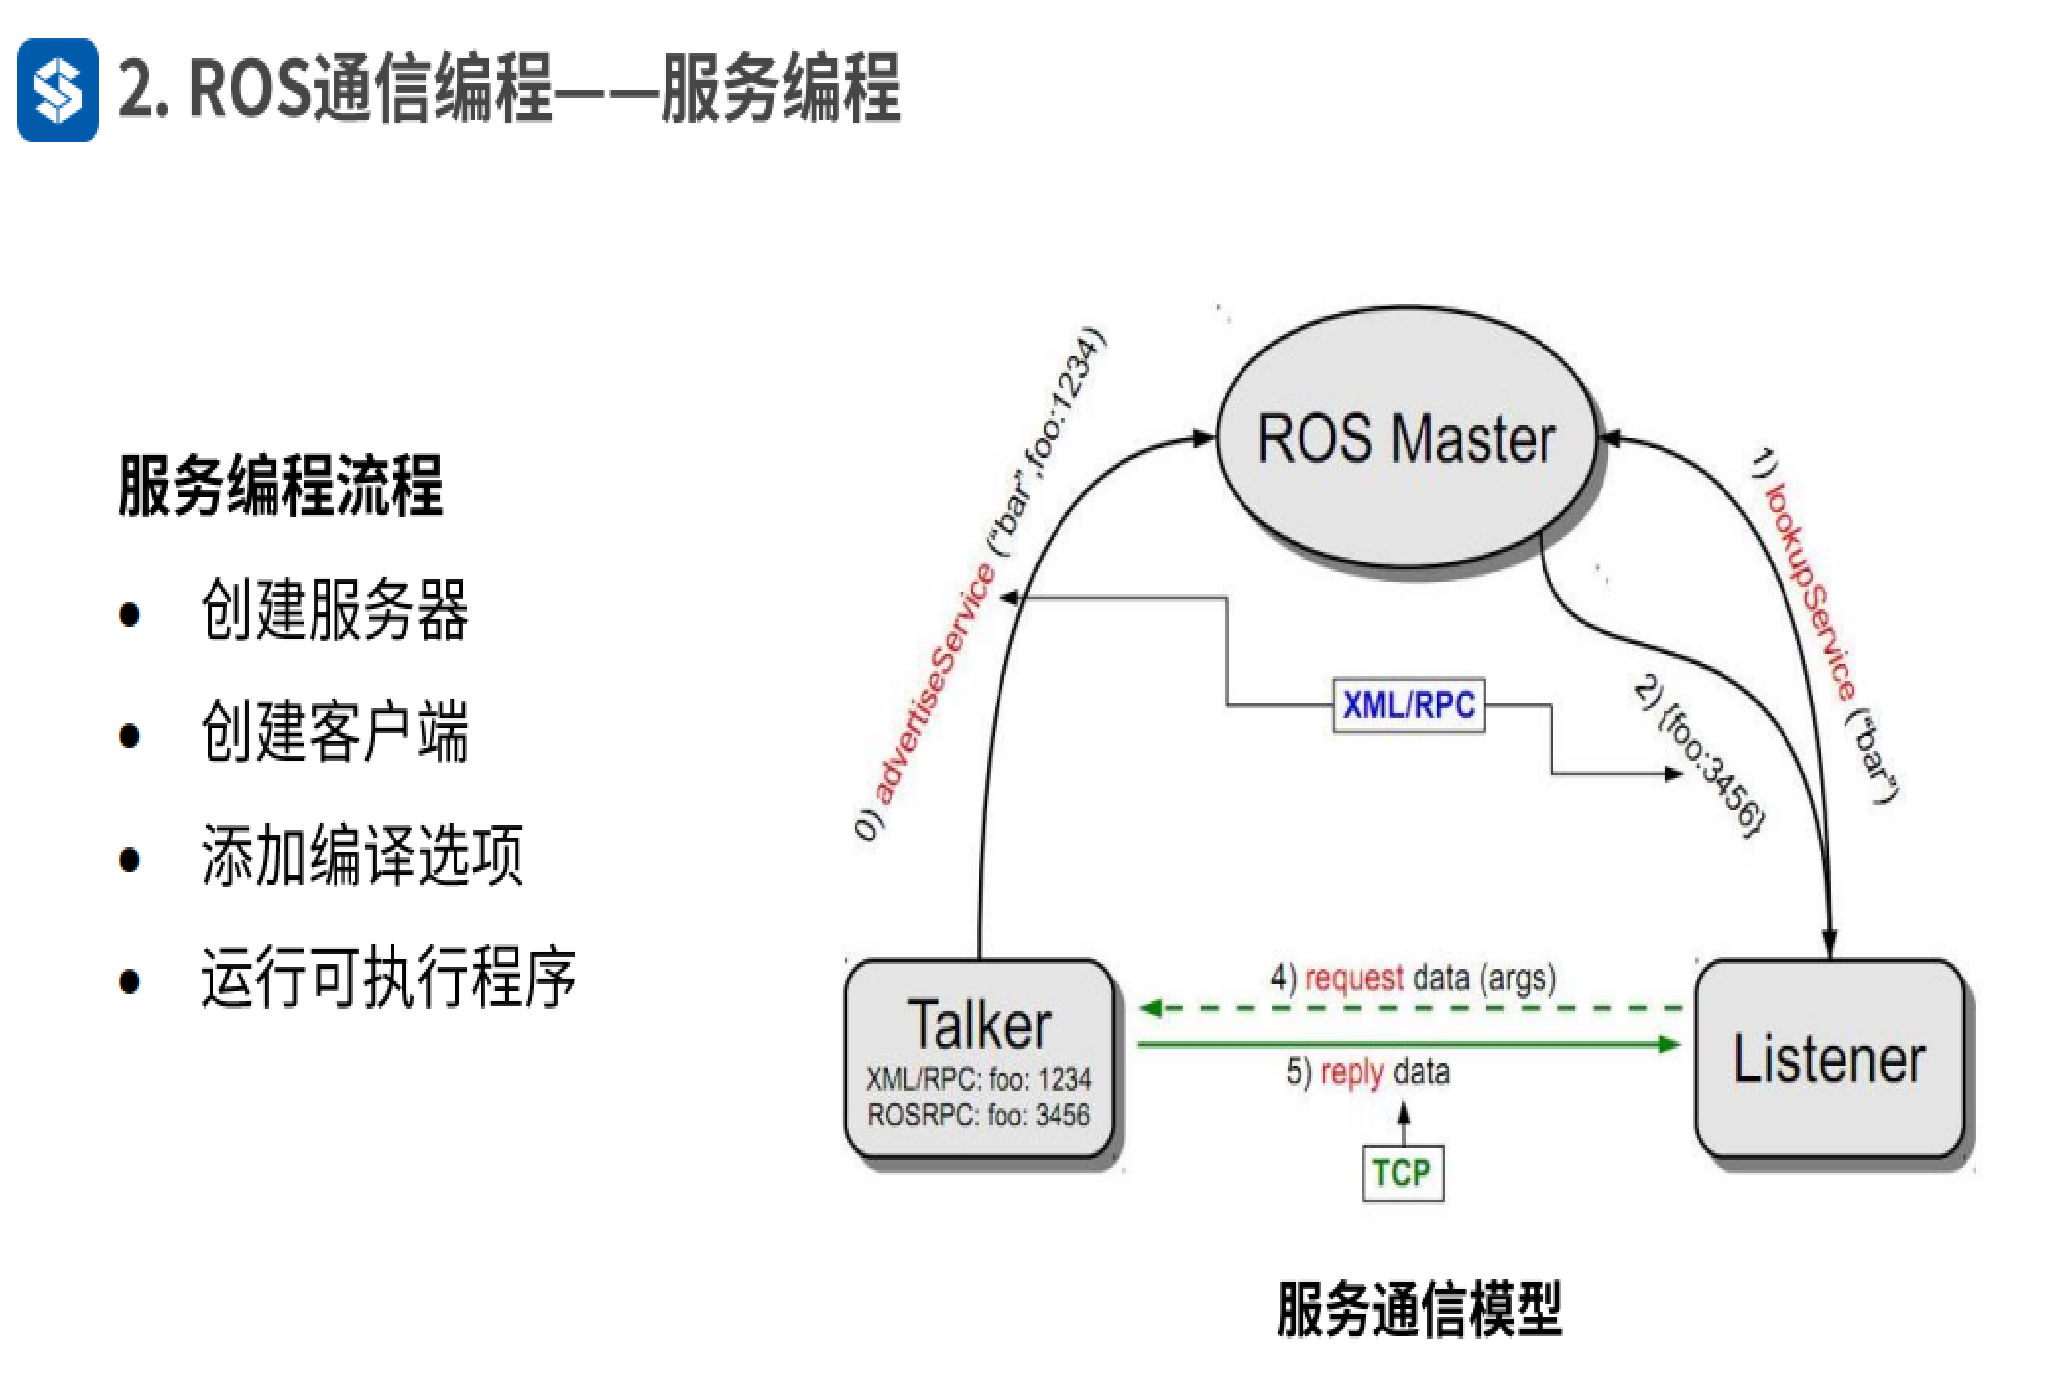 2. ROS通信编程——服务编程
服务编程流程
• 创建服务器
• 创建客户端
• 添加编译选项
• 运行可执行程序
ROS Master
0) advertiseService ("bar",foo:1234)
1) lookupService ("bar")
XML/RPC
2) {foo:3456}
Talker
XML/RPC: foo: 1234
ROSRPC: foo: 3456
4) request data (args)
5) reply data
TCP
Listener
服务通信模型